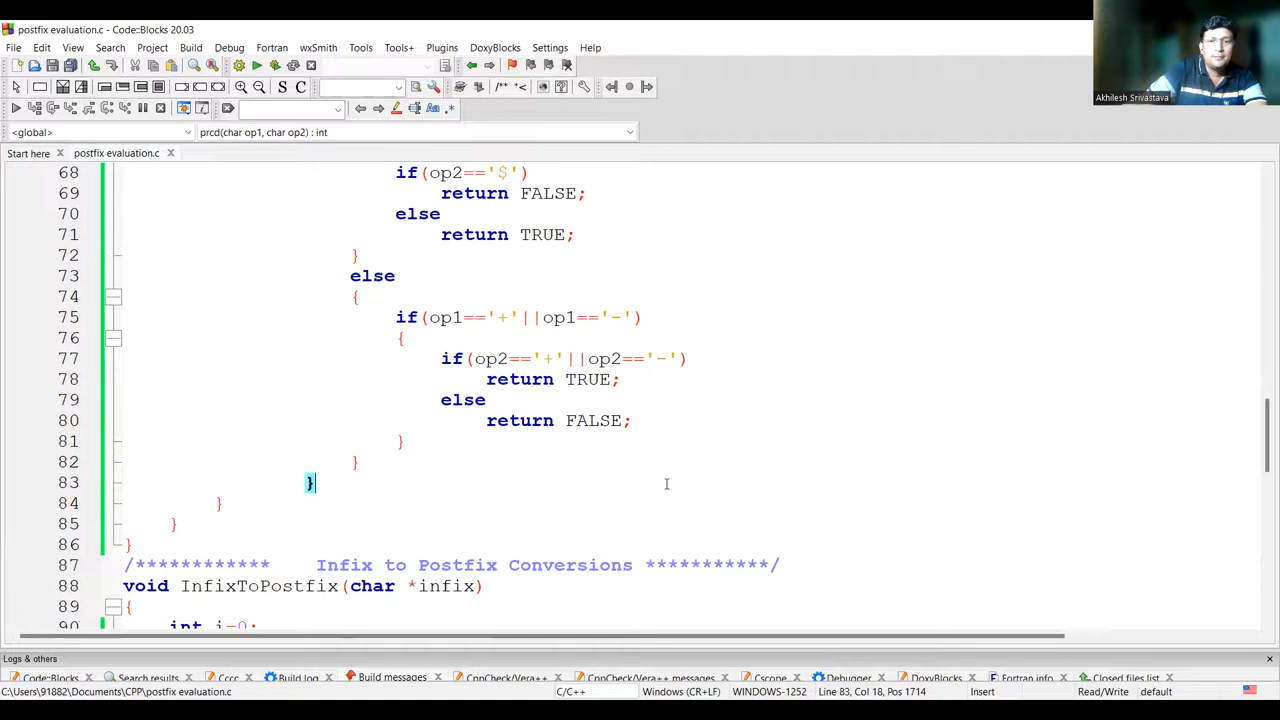 postfix evaluation.c - Code::Blocks 20.03
File Edit View Search Project Build Debug Fortran wxSmith Tools Tools+ Plugins DoxyBlocks Settings Help
S C
/** *<
Aa .*
Akhilesh Srivastava
<global> prcd(char op1, char op2) : int
Start here postfix evaluation.c
68 if(op2=='$')
69 return FALSE;
70 else
71 return TRUE;
72 }
73 else
74 {
75 if(op1=='+'||op1=='-')
76 {
77 if(op2=='+'||op2=='-')
78 return TRUE;
79 else
80 return FALSE;
81 }
82 }
83 }
84 }
85 }
86 }
87 /************ Infix to Postfix Conversions ***********/
88 void InfixToPostfix(char *infix)
89 {
90 int i=0;
Logs & others
Code::Blocks Search results Cccc Build log Build messages CppCheck/Vera++ CppCheck/Vera++ messages Cscope Debugger DoxyBlocks Fortran info Closed files list
C:\Users\91882\Documents\CPP\postfix evaluation.c C/C++ Windows (CR+LF) WINDOWS-1252 Line 83, Col 18, Pos 1714 Insert Read/Write default